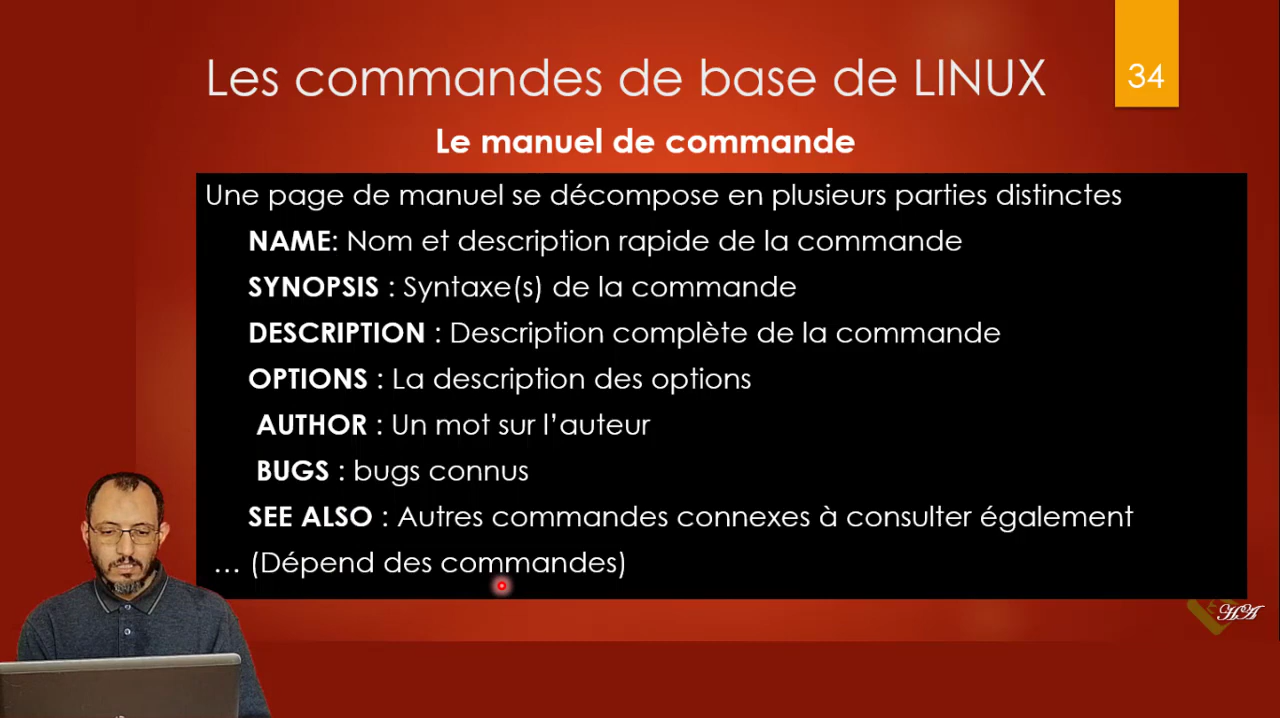 Les commandes de base de LINUX
34
Le manuel de commande
Une page de manuel se décompose en plusieurs parties distinctes
NAME: Nom et description rapide de la commande
SYNOPSIS : Syntaxe(s) de la commande
DESCRIPTION : Description complète de la commande
OPTIONS : La description des options
AUTHOR : Un mot sur l’auteur
BUGS : bugs connus
SEE ALSO : Autres commandes connexes à consulter également
... (Dépend des commandes)